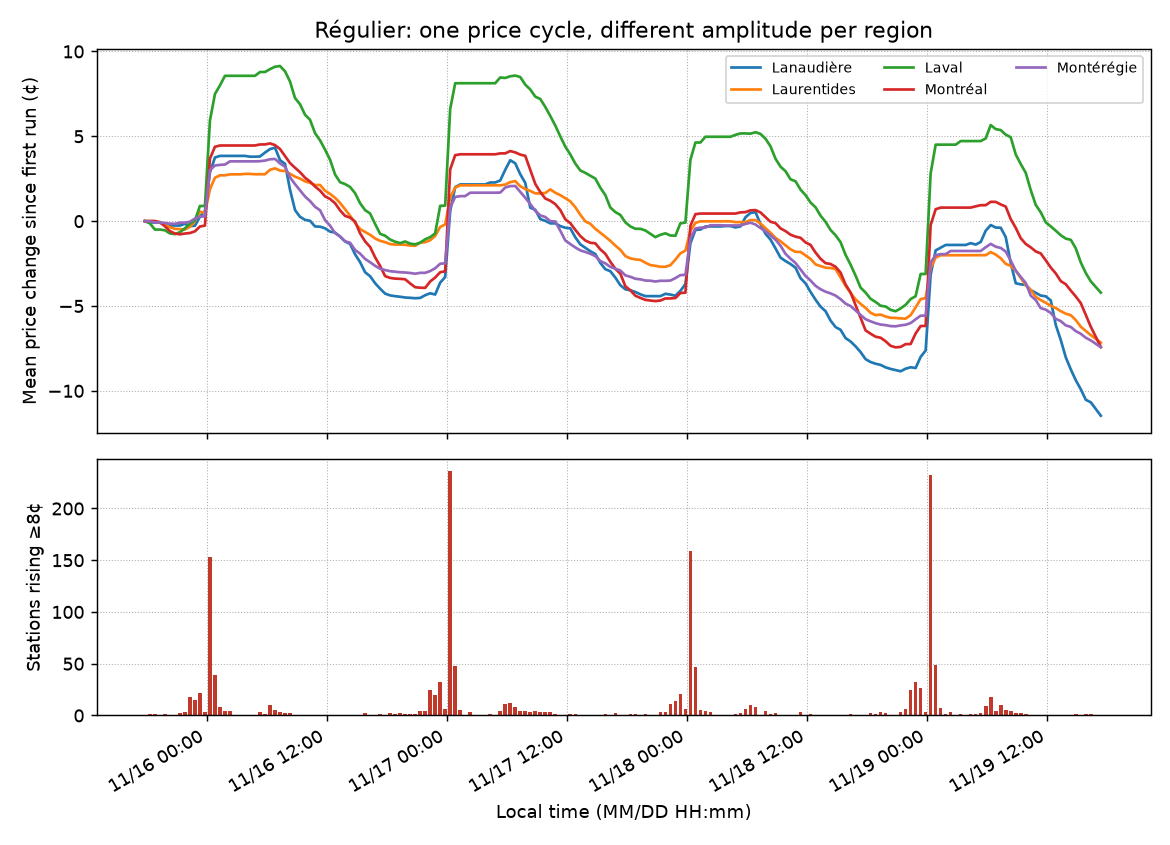 Régulier: one price cycle, different amplitude per region
Mean price change since first run (¢)
10
5
0
−5
−10
Lanaudière
Laurentides
Laval
Montréal
Montérégie
Stations rising ≥8¢
200
150
100
50
0
11/16 00:00
11/16 12:00
11/17 00:00
11/17 12:00
11/18 00:00
11/18 12:00
11/19 00:00
11/19 12:00
Local time (MM/DD HH:mm)